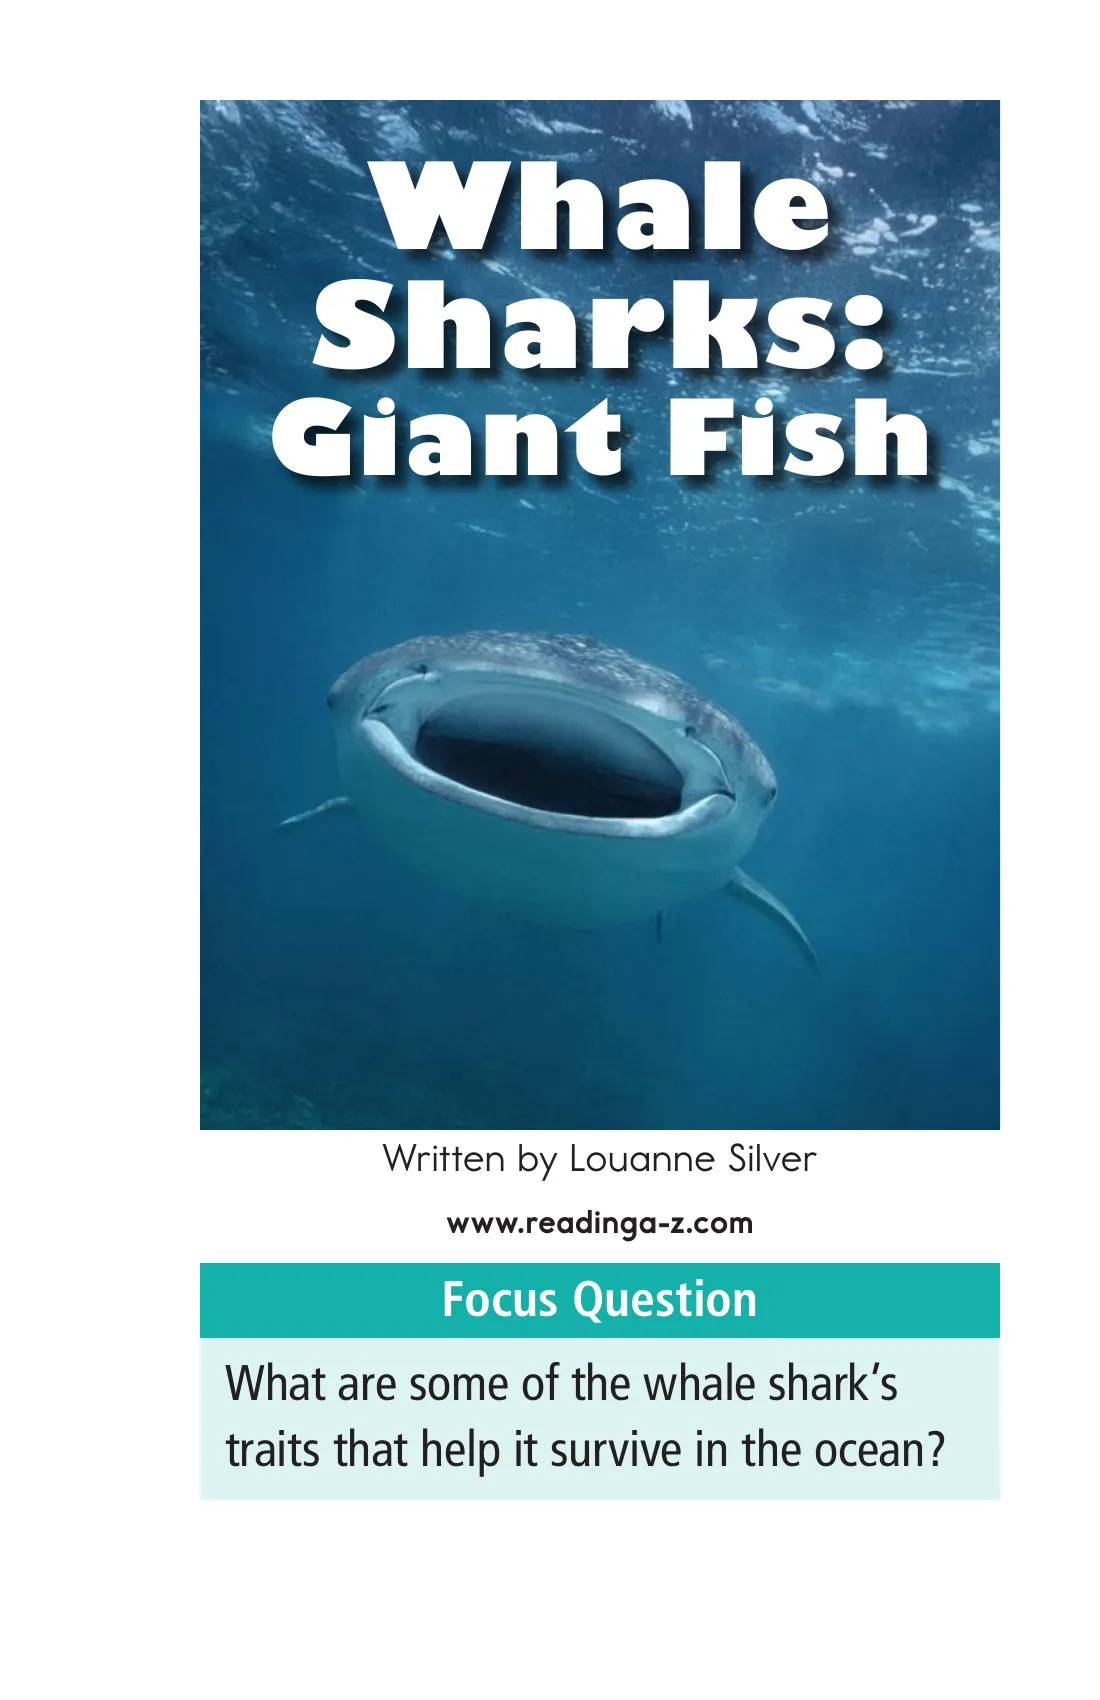 Whale
Sharks:
Giant Fish
Written by Louanne Silver
www.readinga-z.com
Focus Question
What are some of the whale shark’s
traits that help it survive in the ocean?